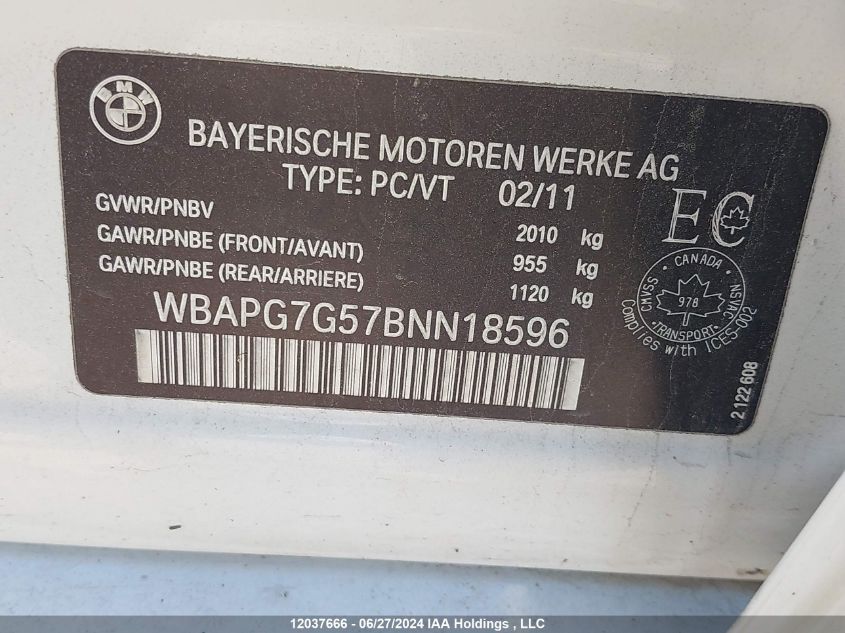 BMW
BAYERISCHE MOTOREN WERKE AG
TYPE: PC/VT 02/11
GVWR/PNBV 2010 kg
GAWR/PNBE (FRONT/AVANT) 955 kg
GAWR/PNBE (REAR/ARRIERE) 1120 kg
WBAPG7G57BNN18596
EC
CANADA
CMVSS 978 NSVAC
TRANSPORT
Complies with ICES-002
2 122 608
12037666 - 06/27/2024 IAA Holdings , LLC